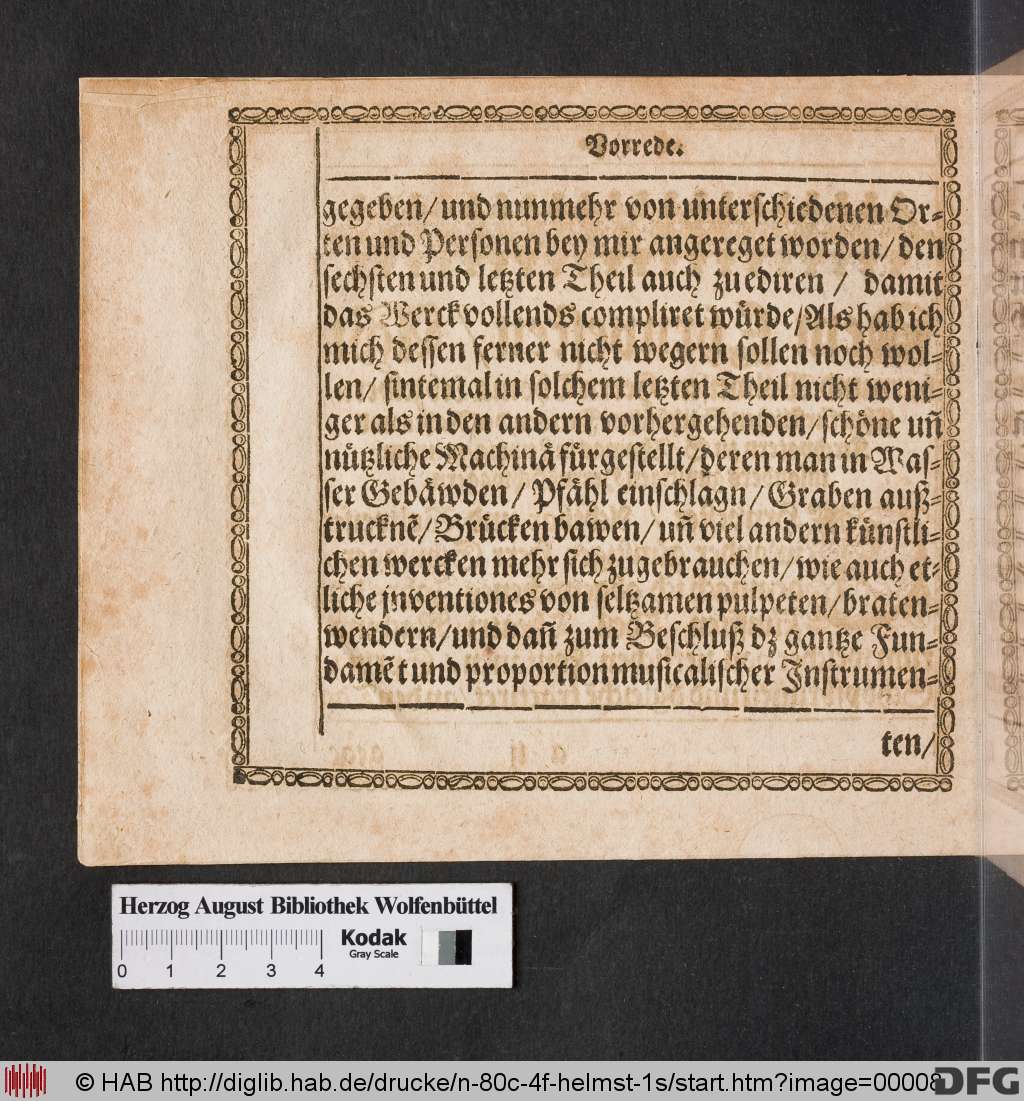 Vorrede.
gegeben/ und nunmehr von unterschiedenen Or⸗
ten und Personen bey mir angereget worden/ den
sechsten und letzten Theil auch zu ediren / damit
das Werck vollends compliret würde/ Als hab ich
mich dessen ferner nicht wegern sollen noch wol⸗
len/ sintemal in solchem letzten Theil nicht weni⸗
ger als in den andern vorhergehenden/ schöne uñ
nützliche Machinã fürgestellt/ deren man in Was⸗
ser Gebäwden/ Pfähl einschlagn/ Graben auß⸗
trucknẽ/ Brücken bawen/ uñ viel andern künstli⸗
chen wercken mehr sich zugebrauchen/ wie auch et⸗
liche jnventiones von seltzamen pulpeten/ braten⸗
wendern/ und dañ zum Beschluß dz gantze Fun⸗
damẽt und proportion musicalischer Instrumen⸗
ten/
Herzog August Bibliothek Wolfenbüttel
Kodak
Gray Scale
0 1 2 3 4
© HAB http://diglib.hab.de/drucke/n-80c-4f-helmst-1s/start.htm?image=00008
DFG